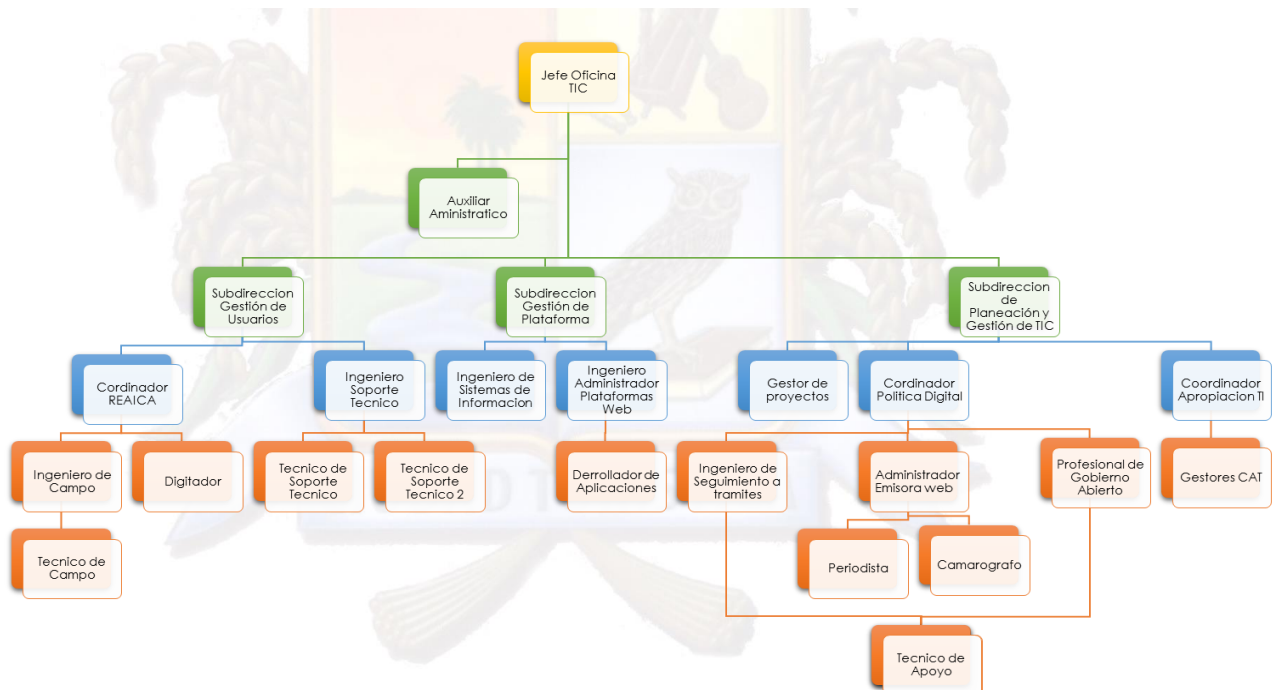 Jefe Oficina
TIC
Auxiliar
Aministratico
Subdireccion
Gestión de
Usuarios
Subdireccion
Gestión de
Plataforma
Subdireccion
de
Planeación y
Gestión de TIC
Cordinador
REAICA
Ingeniero
Soporte
Tecnico
Ingeniero de
Sistemas de
Informacion
Ingeniero
Administrador
Plataformas
Web
Gestor de
proyectos
Cordinador
Politica Digital
Coordinador
Apropiacion TI
Ingeniero de
Campo
Digitador
Tecnico de
Soporte
Tecnico
Tecnico de
Soporte
Tecnico 2
Derrollador de
Aplicaciones
Ingeniero de
Seguimiento a
tramites
Administrador
Emisora web
Profesional de
Gobierno
Abierto
Gestores CAT
Tecnico de
Campo
Periodista
Camarografo
Tecnico de
Apoyo